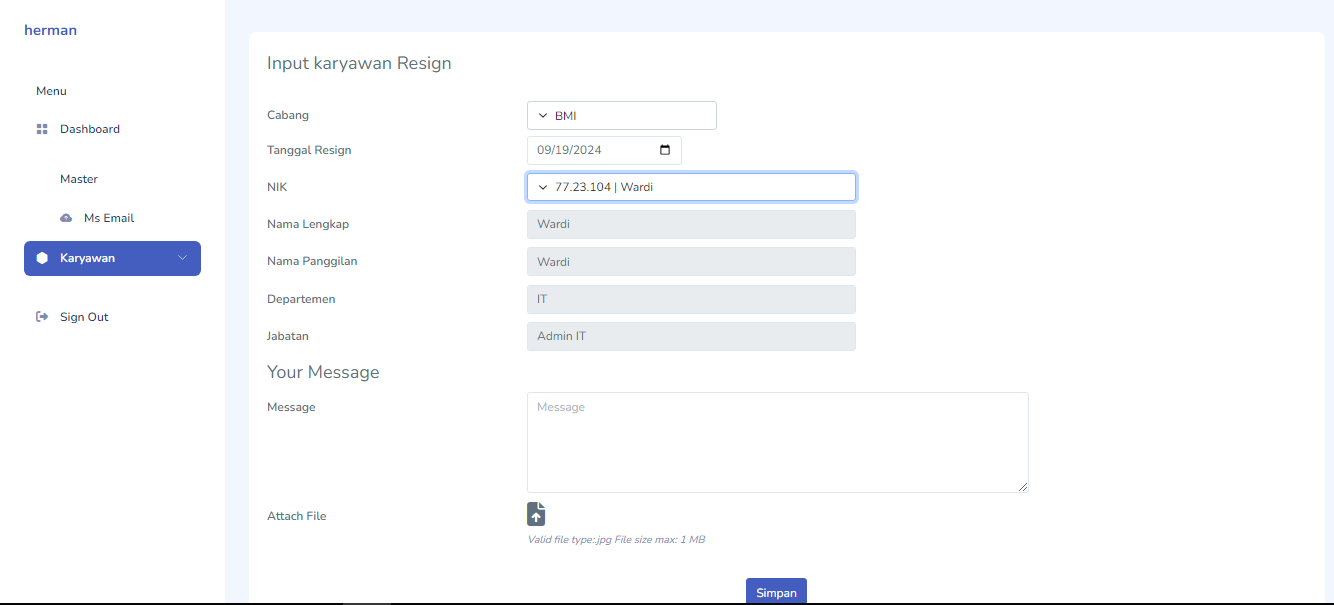 herman
Menu
Dashboard
Master
Ms Email
Karyawan
Sign Out
Input karyawan Resign
Cabang
BMI
Tanggal Resign
09/19/2024
NIK
77.23.104 | Wardi
Nama Lengkap
Wardi
Nama Panggilan
Wardi
Departemen
IT
Jabatan
Admin IT
Your Message
Message
Message
Attach File
Valid file type:.jpg File size max: 1 MB
Simpan